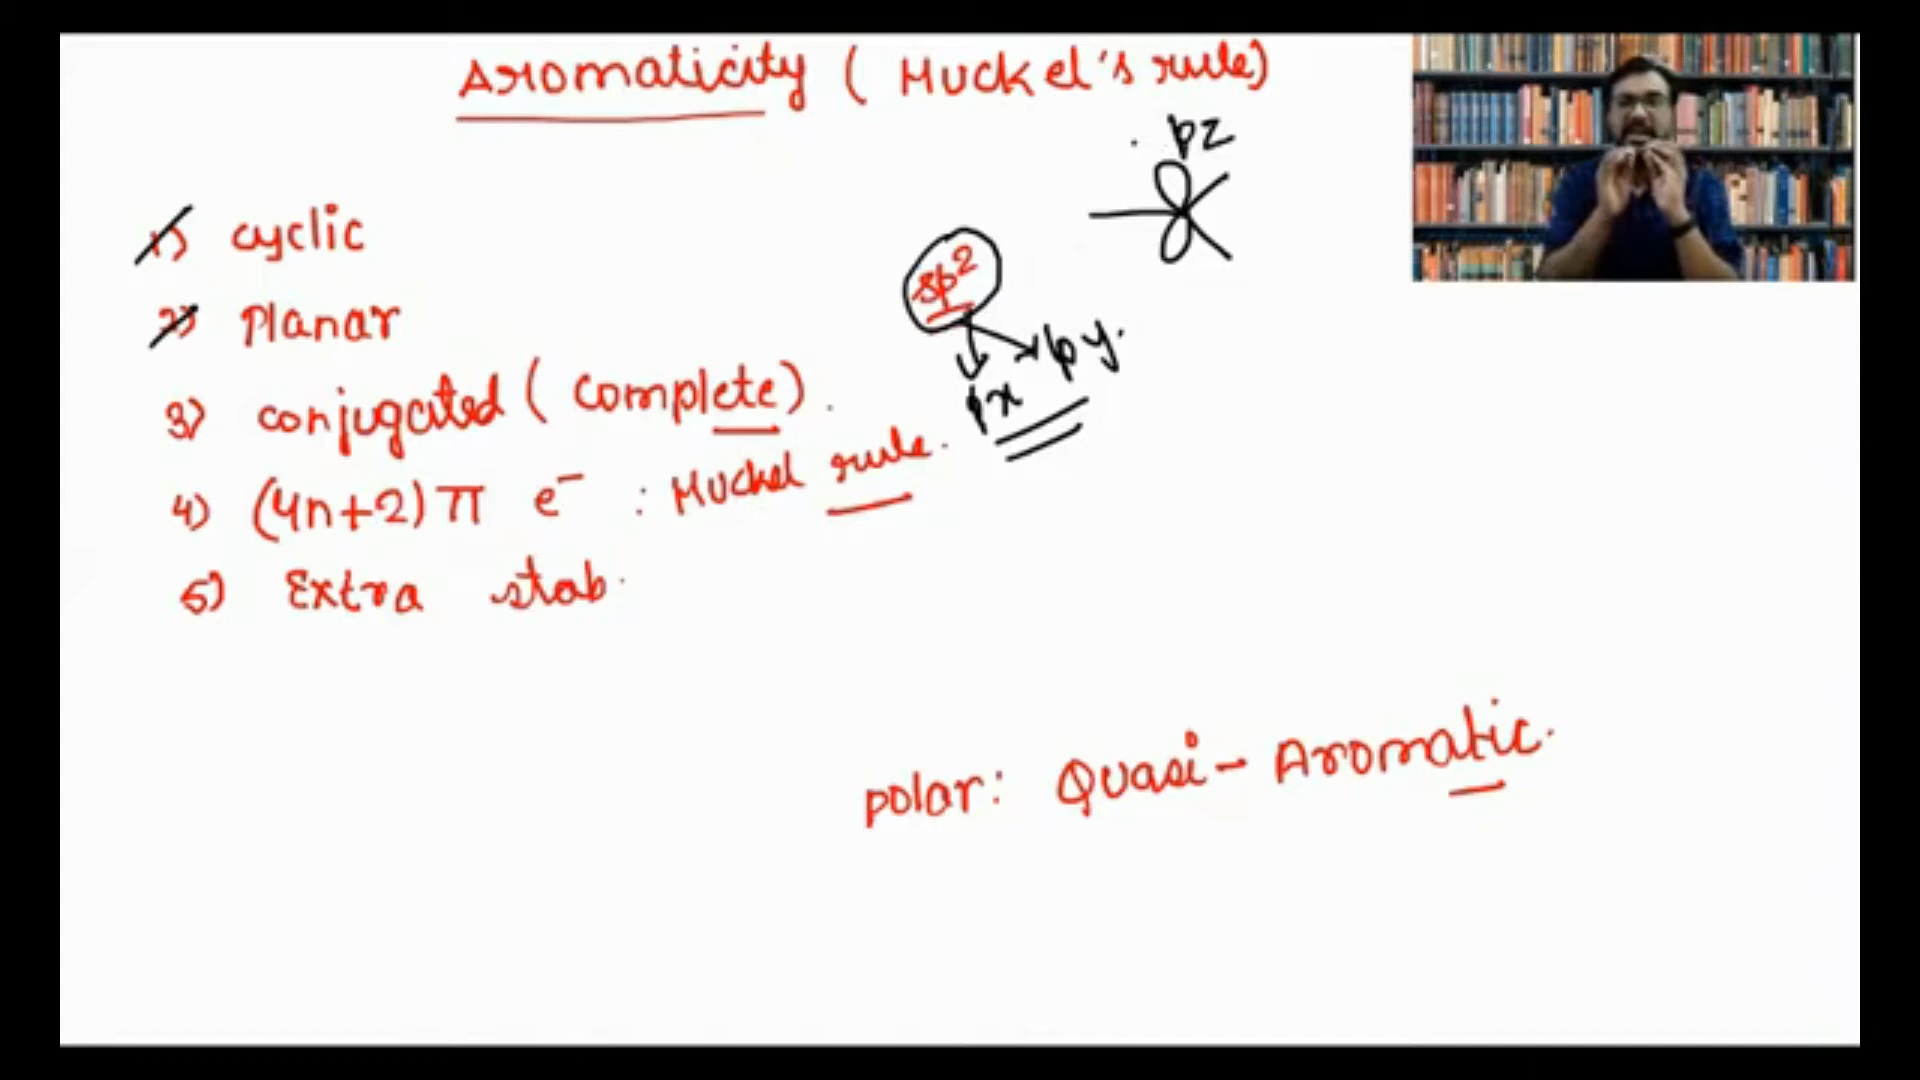 Aromaticity ( Huckel's rule)
pz
1) cyclic
sp2
2) Planar
py.
px
3) conjugated ( complete).
4) (4n+2) π e− : Huckel rule.
5) Extra stab.
polar: Quasi- Aromatic.